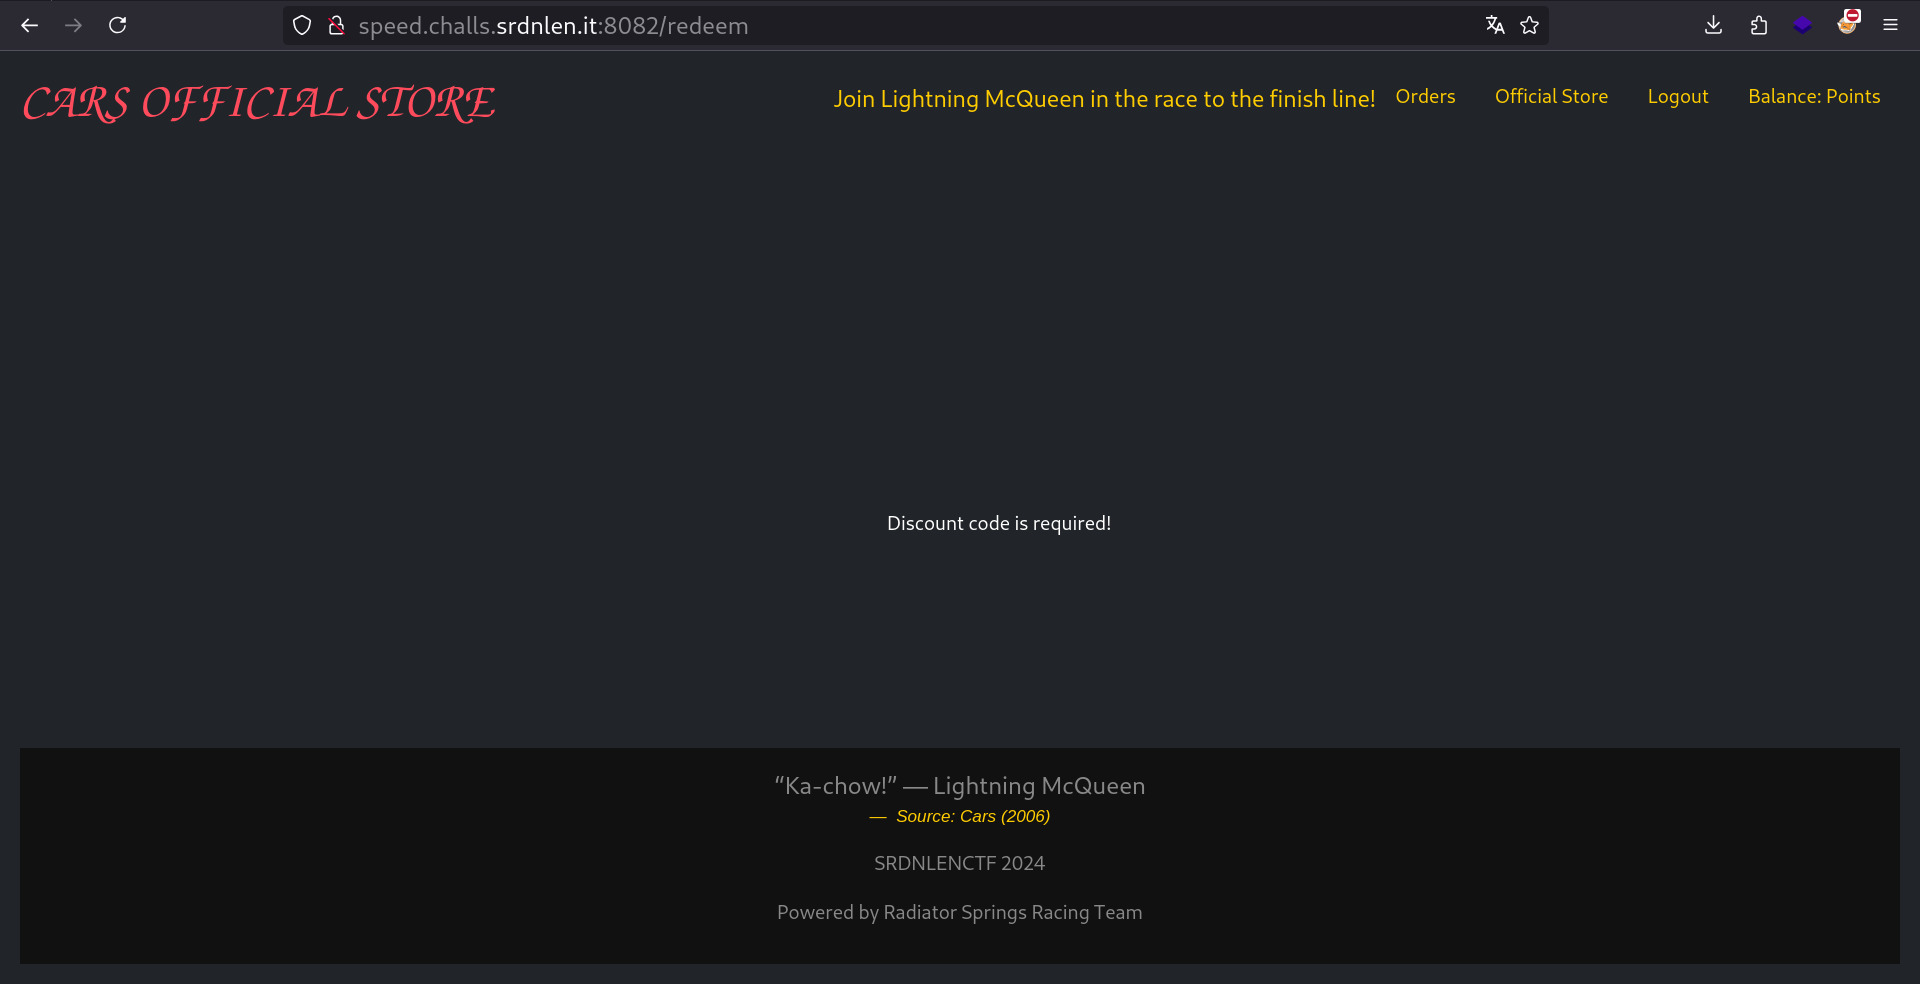 speed.challs.srdnlen.it:8082/redeem
CARS OFFICIAL STORE
Join Lightning McQueen in the race to the finish line! Orders Official Store Logout Balance: Points
Discount code is required!
“Ka-chow!” — Lightning McQueen
— Source: Cars (2006)
SRDNLENCTF 2024
Powered by Radiator Springs Racing Team